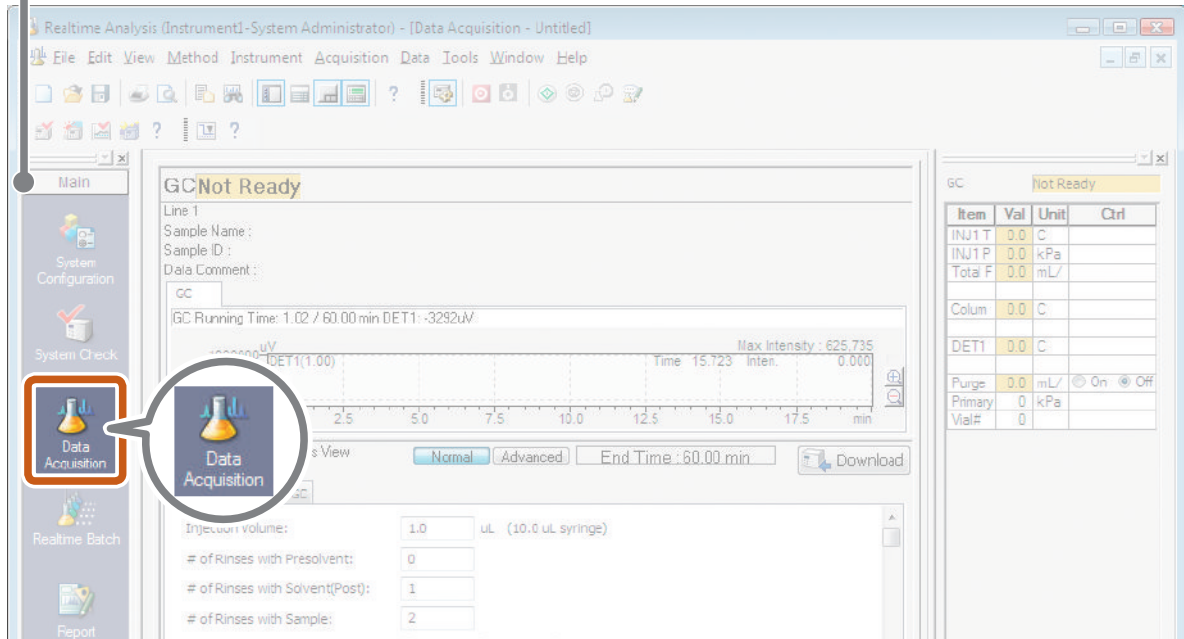 Realtime Analysis (Instrument1-System Administrator) - [Data Acquisition - Untitled]
File Edit View Method Instrument Acquisition Data Tools Window Help
Main
System
Configuration
System Check
Data
Acquisition
Realtime Batch
Report
Data
Acquisition
GC Not Ready
Line 1
Sample Name :
Sample ID :
Data Comment :
GC
GC Running Time: 1.02 / 60.00 min DET1: -3292uV
uV
DET1(1.00)
Max Intensity : 625,735
Time 15.723 Inten. 0.000
2.5 5.0 7.5 10.0 12.5 15.0 17.5 min
View
Normal Advanced End Time : 60.00 min Download
GC
Injection Volume: 1.0 uL (10.0 uL syringe)
# of Rinses with Presolvent: 0
# of Rinses with Solvent(Post): 1
# of Rinses with Sample: 2
GC Not Ready
Item Val Unit Ctrl
INJ1 T 0.0 C
INJ1 P 0.0 kPa
Total F 0.0 mL/
Colum 0.0 C
DET1 0.0 C
Purge 0.0 mL/ On Off
Primary 0 kPa
Vial# 0